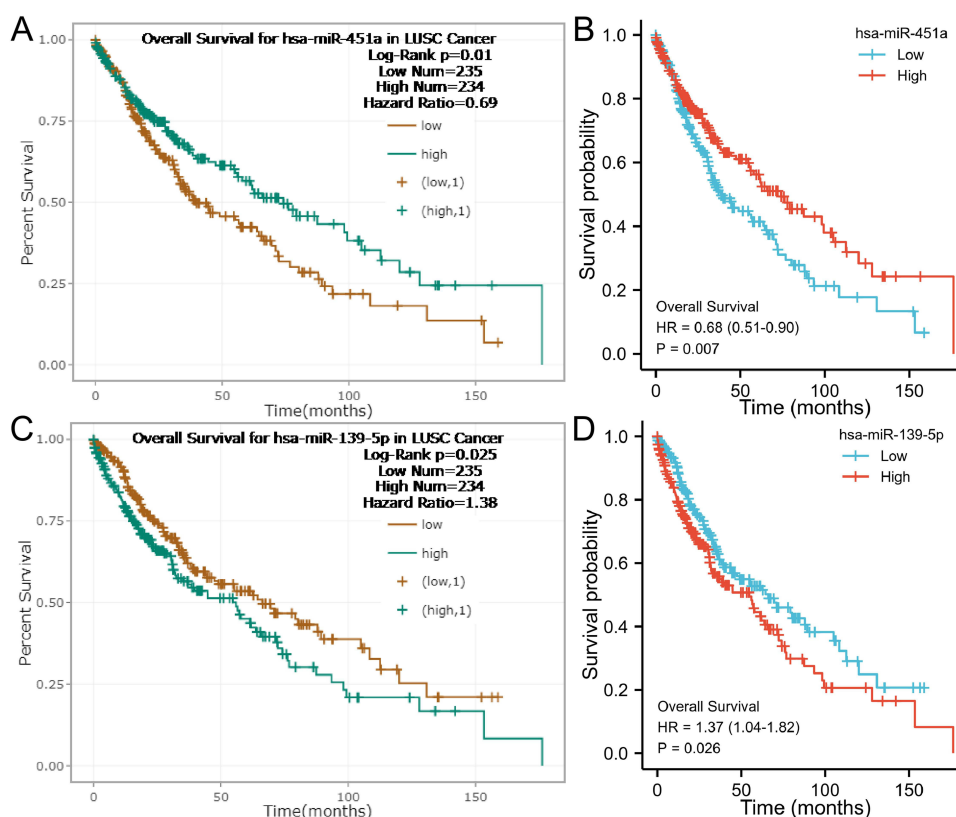 A
Overall Survival for hsa-miR-451a in LUSC Cancer
Log-Rank p=0.01
Low Num=235
High Num=234
Hazard Ratio=0.69
low
high
(low,1)
(high,1)
Percent Survival
1.00
0.75
0.50
0.25
0.00
0 50 100 150
Time(months)
B
hsa-miR-451a
Low
High
Survival probability
1.0
0.8
0.6
0.4
0.2
0.0
Overall Survival
HR = 0.68 (0.51-0.90)
P = 0.007
0 50 100 150
Time (months)
C
Overall Survival for hsa-miR-139-5p in LUSC Cancer
Log-Rank p=0.025
Low Num=235
High Num=234
Hazard Ratio=1.38
low
high
(low,1)
(high,1)
Percent Survival
1.00
0.75
0.50
0.25
0.00
0 50 100 150
Time(months)
D
hsa-miR-139-5p
Low
High
Survival probability
1.0
0.8
0.6
0.4
0.2
0.0
Overall Survival
HR = 1.37 (1.04-1.82)
P = 0.026
0 50 100 150
Time (months)